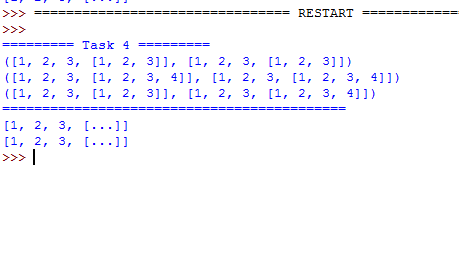 >>> ================================ RESTART ============
>>>
========= Task 4 =========
([1, 2, 3, [1, 2, 3]], [1, 2, 3, [1, 2, 3]])
([1, 2, 3, [1, 2, 3, 4]], [1, 2, 3, [1, 2, 3, 4]])
([1, 2, 3, [1, 2, 3]], [1, 2, 3, [1, 2, 3, 4]])
===========================================
[1, 2, 3, [...]]
[1, 2, 3, [...]]
>>>